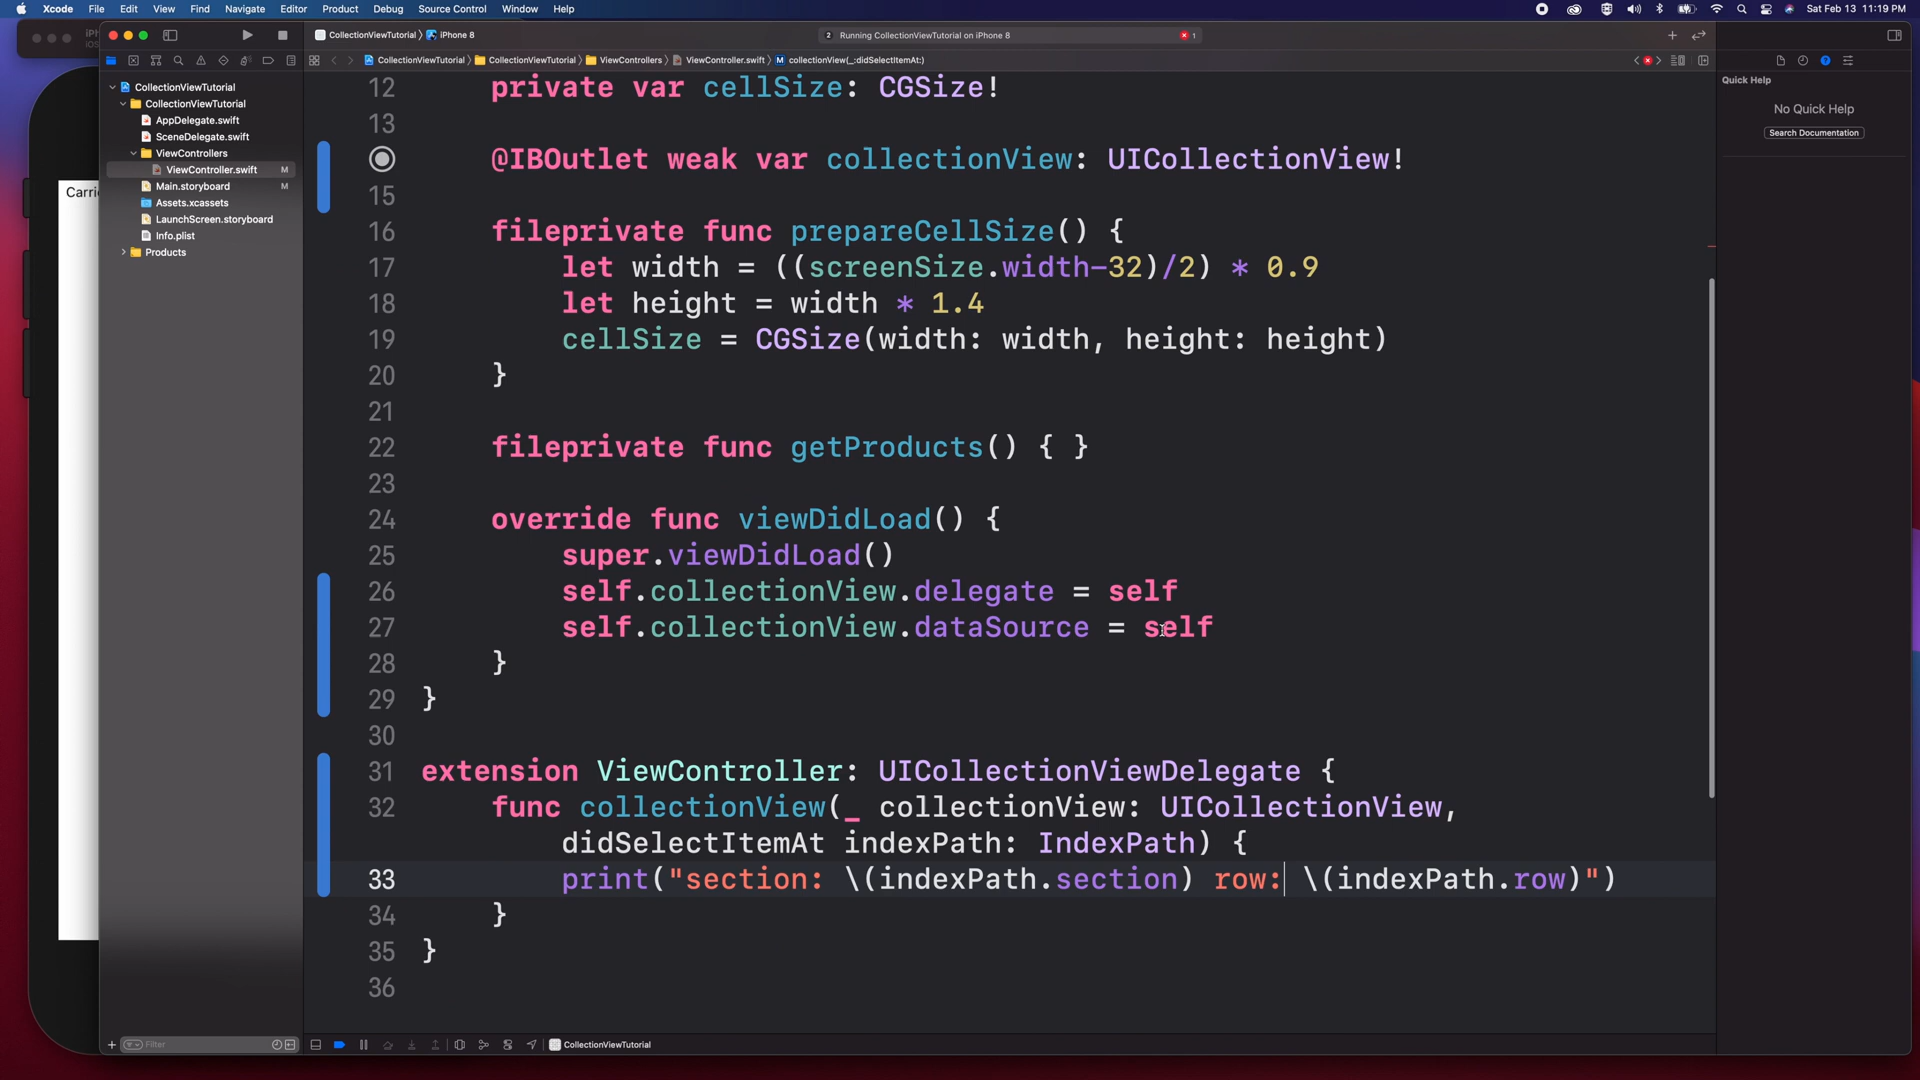 Xcode File Edit View Find Navigate Editor Product Debug Source Control Window Help
Sat Feb 13 11:19 PM
CollectionViewTutorial iPhone 8
2 Running CollectionViewTutorial on iPhone 8
1
CollectionViewTutorial CollectionViewTutorial ViewControllers ViewController.swift M collectionView(_:didSelectItemAt:)
CollectionViewTutorial
CollectionViewTutorial
AppDelegate.swift
SceneDelegate.swift
ViewControllers
ViewController.swift M
Main.storyboard M
Assets.xcassets
LaunchScreen.storyboard
Info.plist
Products
Filter
Carri
12 private var cellSize: CGSize!
13
@IBOutlet weak var collectionView: UICollectionView!
15
16 fileprivate func prepareCellSize() {
17 let width = ((screenSize.width-32)/2) * 0.9
18 let height = width * 1.4
19 cellSize = CGSize(width: width, height: height)
20 }
21
22 fileprivate func getProducts() { }
23
24 override func viewDidLoad() {
25 super.viewDidLoad()
26 self.collectionView.delegate = self
27 self.collectionView.dataSource = self
28 }
29 }
30
31 extension ViewController: UICollectionViewDelegate {
32 func collectionView(_ collectionView: UICollectionView,
didSelectItemAt indexPath: IndexPath) {
33 print("section: \(indexPath.section) row: \(indexPath.row)")
34 }
35 }
36
CollectionViewTutorial
Quick Help
No Quick Help
Search Documentation